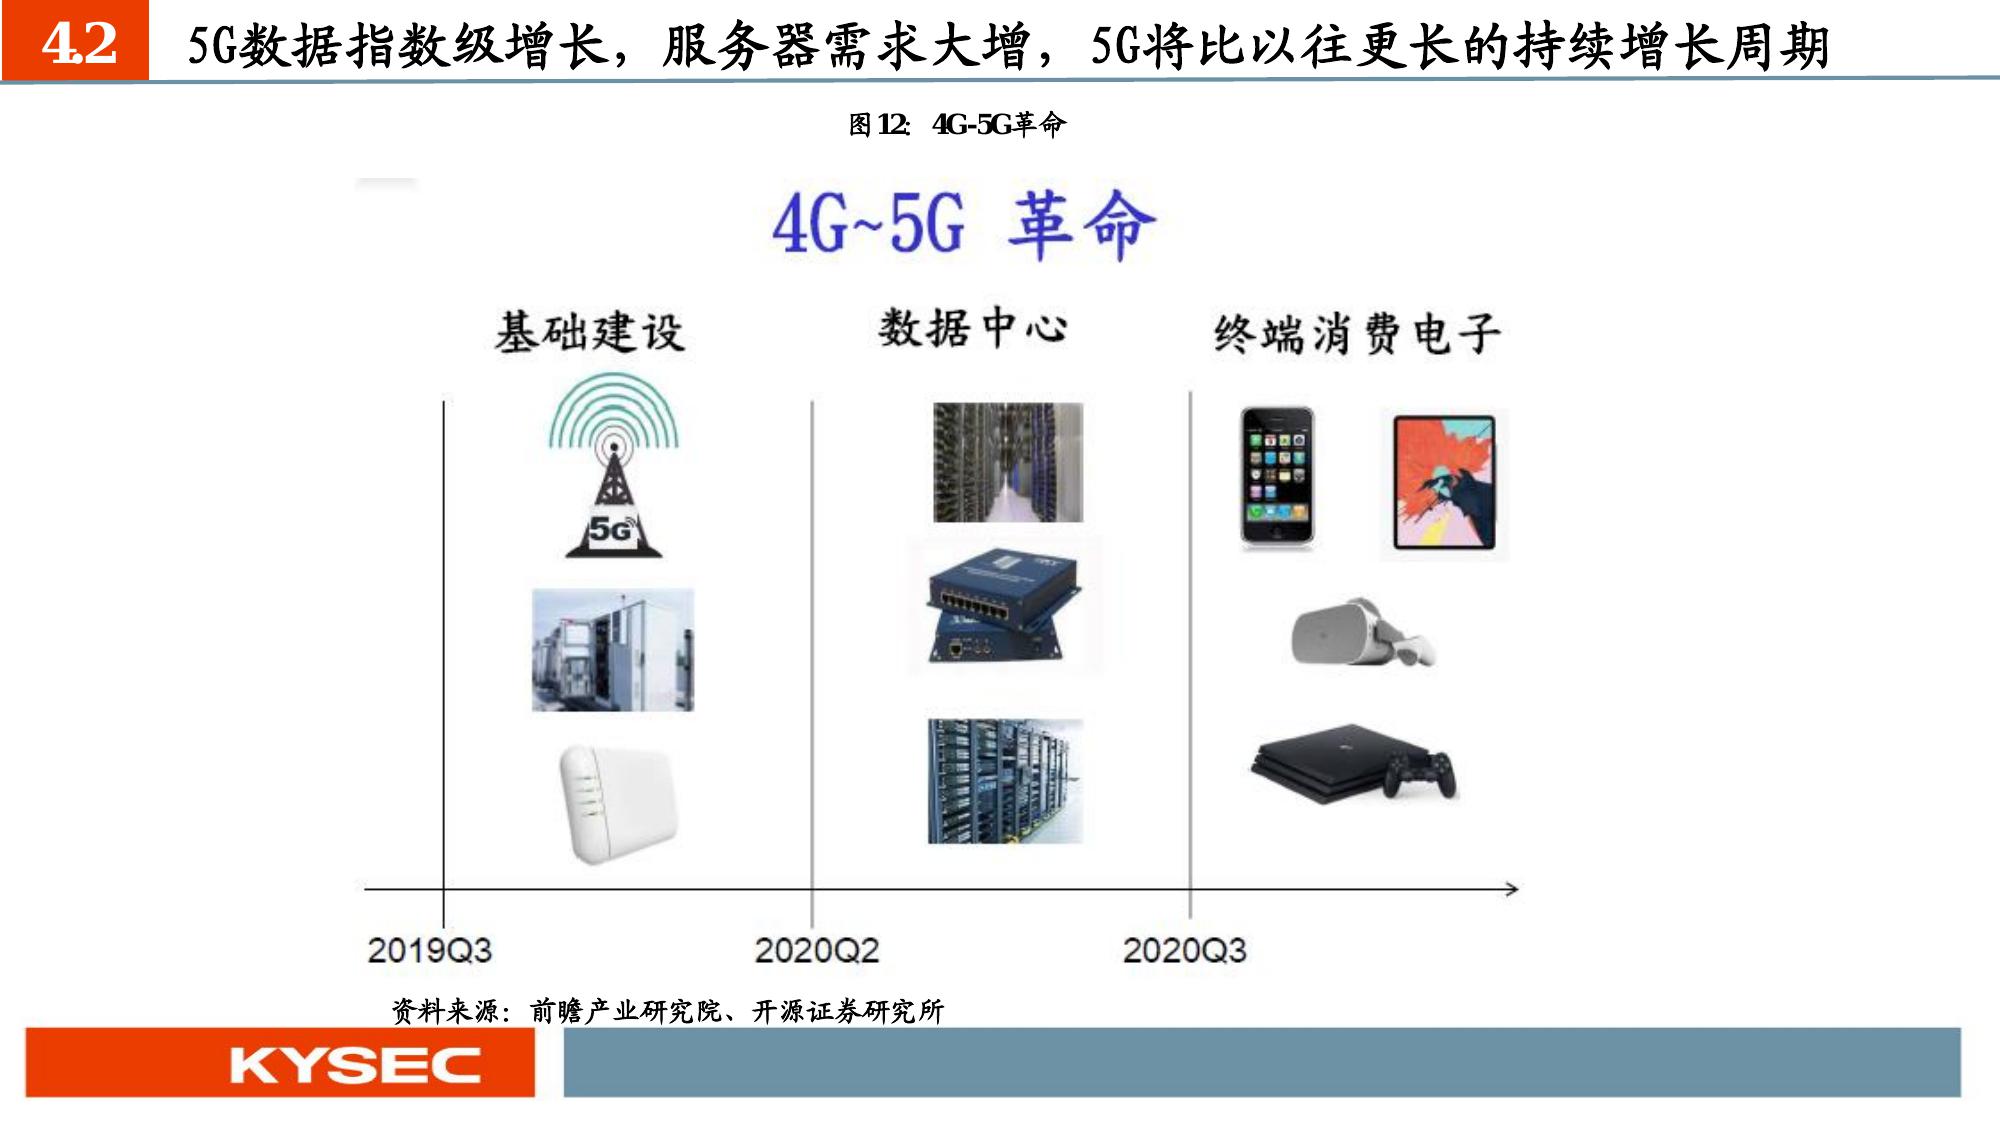 4.2
5G数据指数级增长，服务器需求大增，5G将比以往更长的持续增长周期
图12： 4G-5G革命
4G~5G 革命
基础建设
数据中心
终端消费电子
5G
2019Q3
2020Q2
2020Q3
资料来源：前瞻产业研究院、开源证券研究所
KYSEC